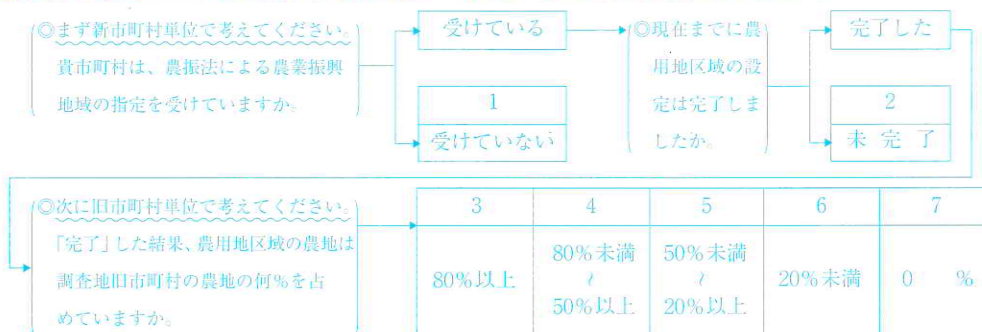 ◎まず新市町村単位で考えてください。
貴市町村は、農振法による農業振興
地域の指定を受けていますか。
受けている
1
受けていない
◎現在までに農
用地区域の設
定は完了しま
したか。
完了した
2
未完了
◎次に旧市町村単位で考えてください。
「完了」した結果、農用地区域の農地は
調査地旧市町村の農地の何%を占
めていますか。
3
80%以上
4
80%未満
≀
50%以上
5
50%未満
≀
20%以上
6
20%未満
7
0 %